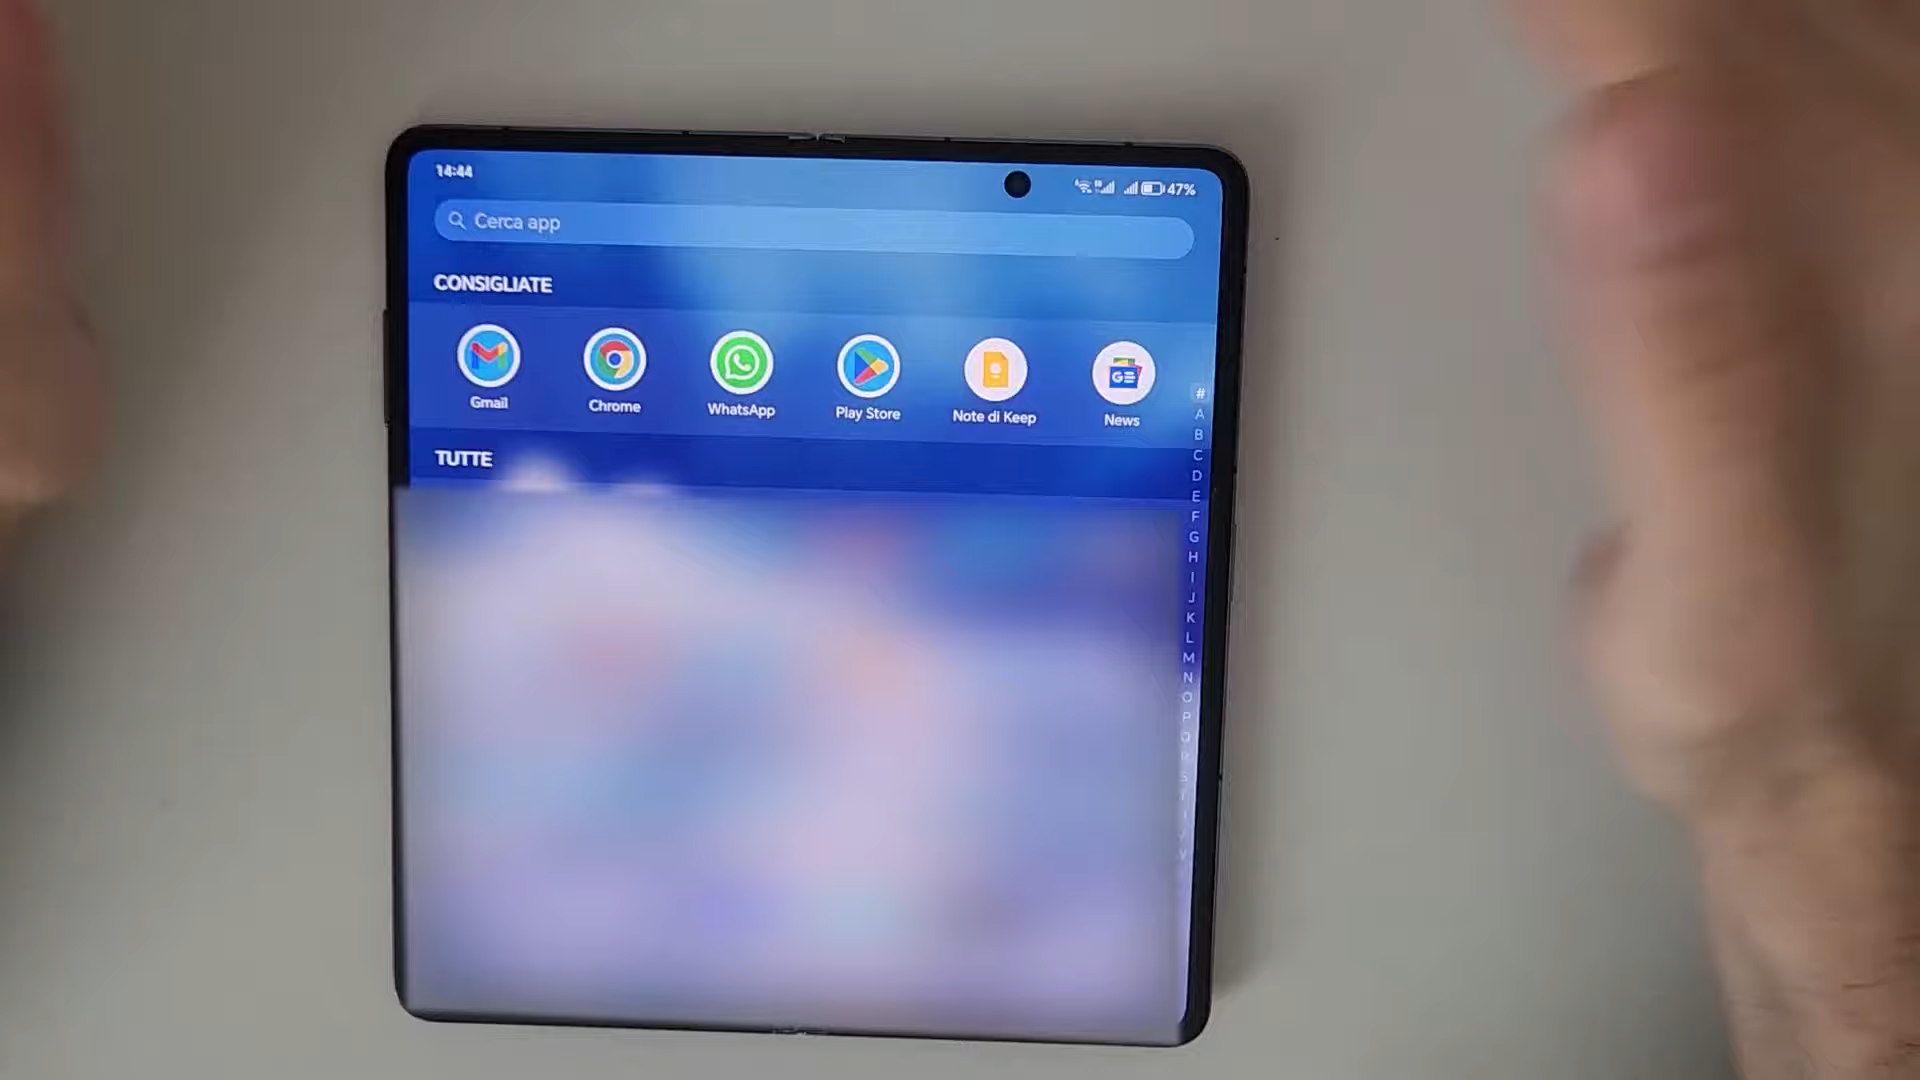 14:44
47%
Cerca app
CONSIGLIATE
Gmail
Chrome
WhatsApp
Play Store
Note di Keep
News
TUTTE
#
A
B
C
D
E
F
G
H
I
J
K
L
M
N
O
P
Q
R
S
T